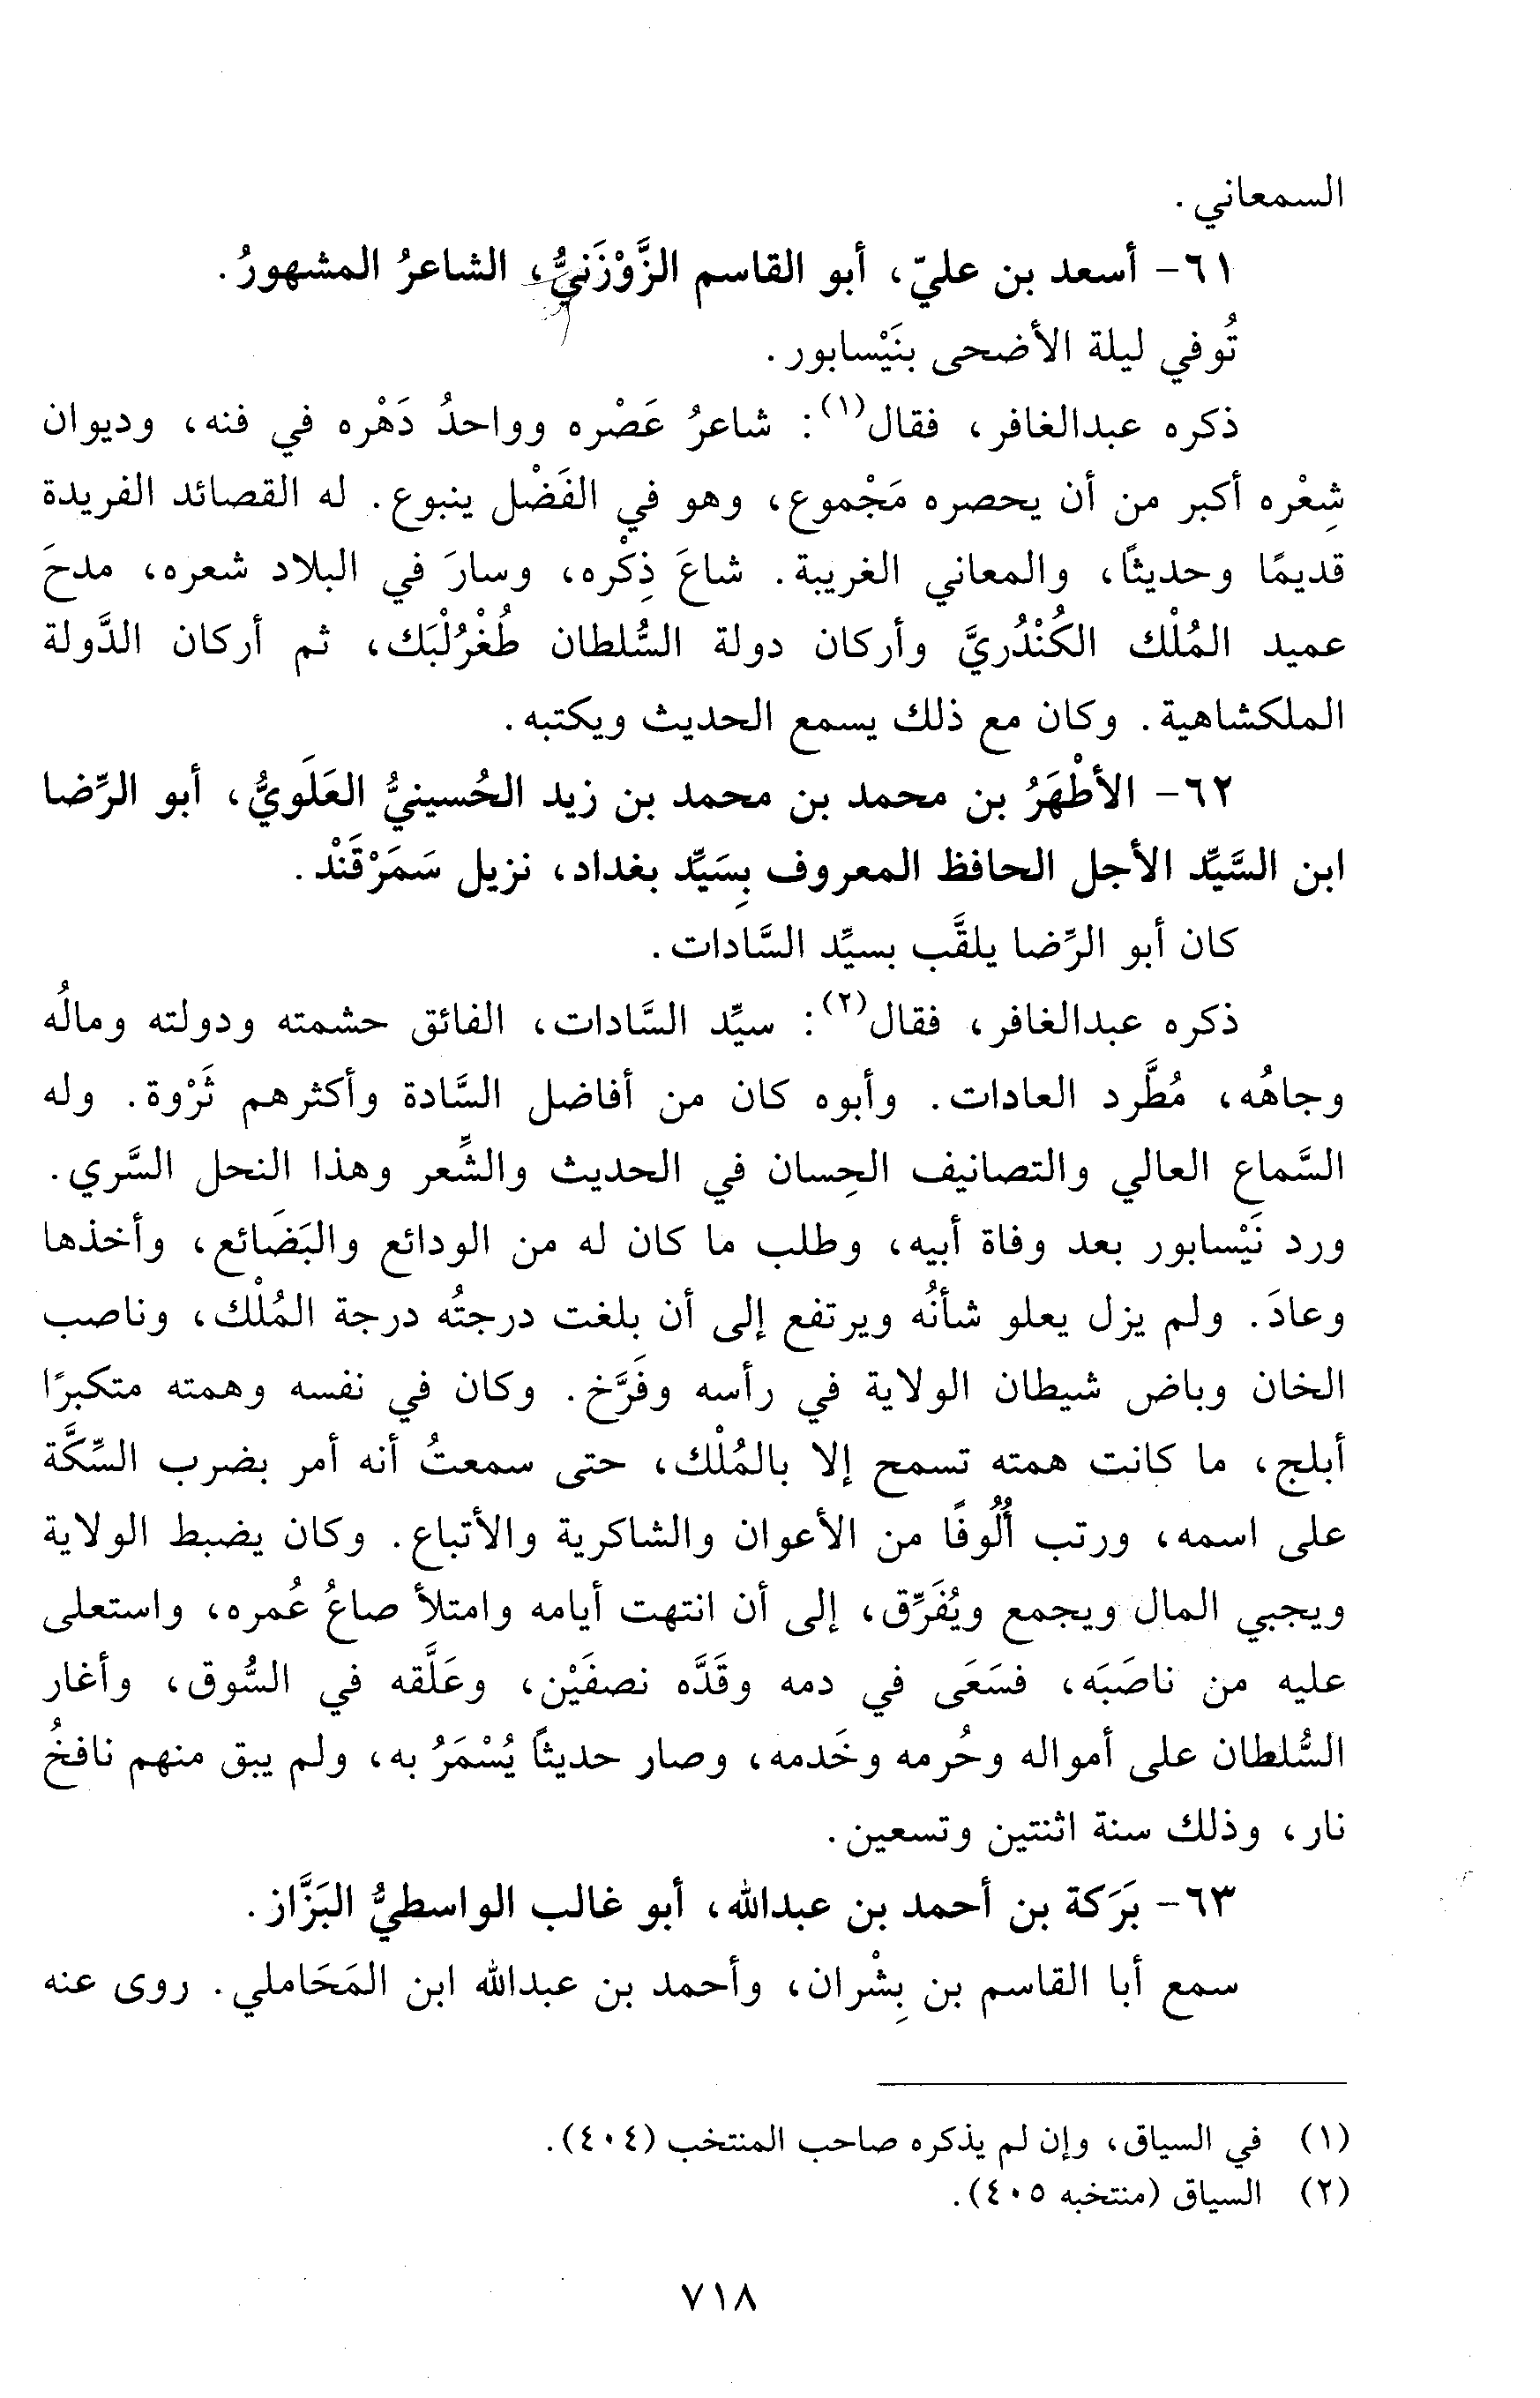 السمعاني.
٦١- أسعد بن عليّ، أبو القاسم الزَّوْزَنيُّ، الشاعرُ المشهورُ.
تُوفي ليلة الأضحى بنَيْسابور.
ذكره عبدالغافر، فقال(١): شاعرُ عَصْره وواحدُ دَهْره في فنه، وديوان
شِعْره أكبر من أن يحصره مَجْموع، وهو في الفَضْل ينبوع. له القصائد الفريدة
قديمًا وحديثًا، والمعاني الغريبة. شاعَ ذِكْره، وسارَ في البلاد شعره، مدحَ
عميد المُلْك الكُنْدُريَّ وأركان دولة السُّلطان طُغْرُلْبَك، ثم أركان الدَّولة
الملكشاهية. وكان مع ذلك يسمع الحديث ويكتبه.
٦٢- الأطْهَرُ بن محمد بن محمد بن زيد الحُسينيُّ العَلَويُّ، أبو الرِّضا
ابن السَّيِّد الأجل الحافظ المعروف بِسَيِّد بغداد، نزيل سَمَرْقَنْد.
كان أبو الرِّضا يلقَّب بسيِّد السَّادات.
ذكره عبدالغافر، فقال(٢): سيِّد السَّادات، الفائق حشمته ودولته ومالُه
وجاهُه، مُطَّرد العادات. وأبوه كان من أفاضل السَّادة وأكثرهم ثَرْوة. وله
السَّماع العالي والتصانيف الحِسان في الحديث والشِّعر وهذا النحل السَّري.
ورد نَيْسابور بعد وفاة أبيه، وطلب ما كان له من الودائع والبَضَائع، وأخذها
وعادَ. ولم يزل يعلو شأنُه ويرتفع إلى أن بلغت درجتُه درجة المُلْك، وناصب
الخان وباض شيطان الولاية في رأسه وفَرَّخ. وكان في نفسه وهمته متكبرًا
أبلج، ما كانت همته تسمح إلا بالمُلْك، حتى سمعتُ أنه أمر بضرب السِّكَّة
على اسمه، ورتب أُلُوفًا من الأعوان والشاكرية والأتباع. وكان يضبط الولاية
ويجبي المال ويجمع ويُفَرِّق، إلى أن انتهت أيامه وامتلأ صاعُ عُمره، واستعلى
عليه من ناصَبَه، فسَعَى في دمه وقَدَّه نصفَيْن، وعَلَّقه في السُّوق، وأغار
السُّلطان على أمواله وحُرمه وخَدمه، وصار حديثًا يُسْمَرُ به، ولم يبق منهم نافخُ
نار، وذلك سنة اثنتين وتسعين.
٦٣- بَرَكة بن أحمد بن عبدالله، أبو غالب الواسطيُّ البَزَّاز.
سمع أبا القاسم بن بِشْران، وأحمد بن عبدالله ابن المَحَاملي. روى عنه
(١) في السياق، وإن لم يذكره صاحب المنتخب (٤٠٤).
(٢) السياق (منتخبه ٤٠٥).
٧١٨